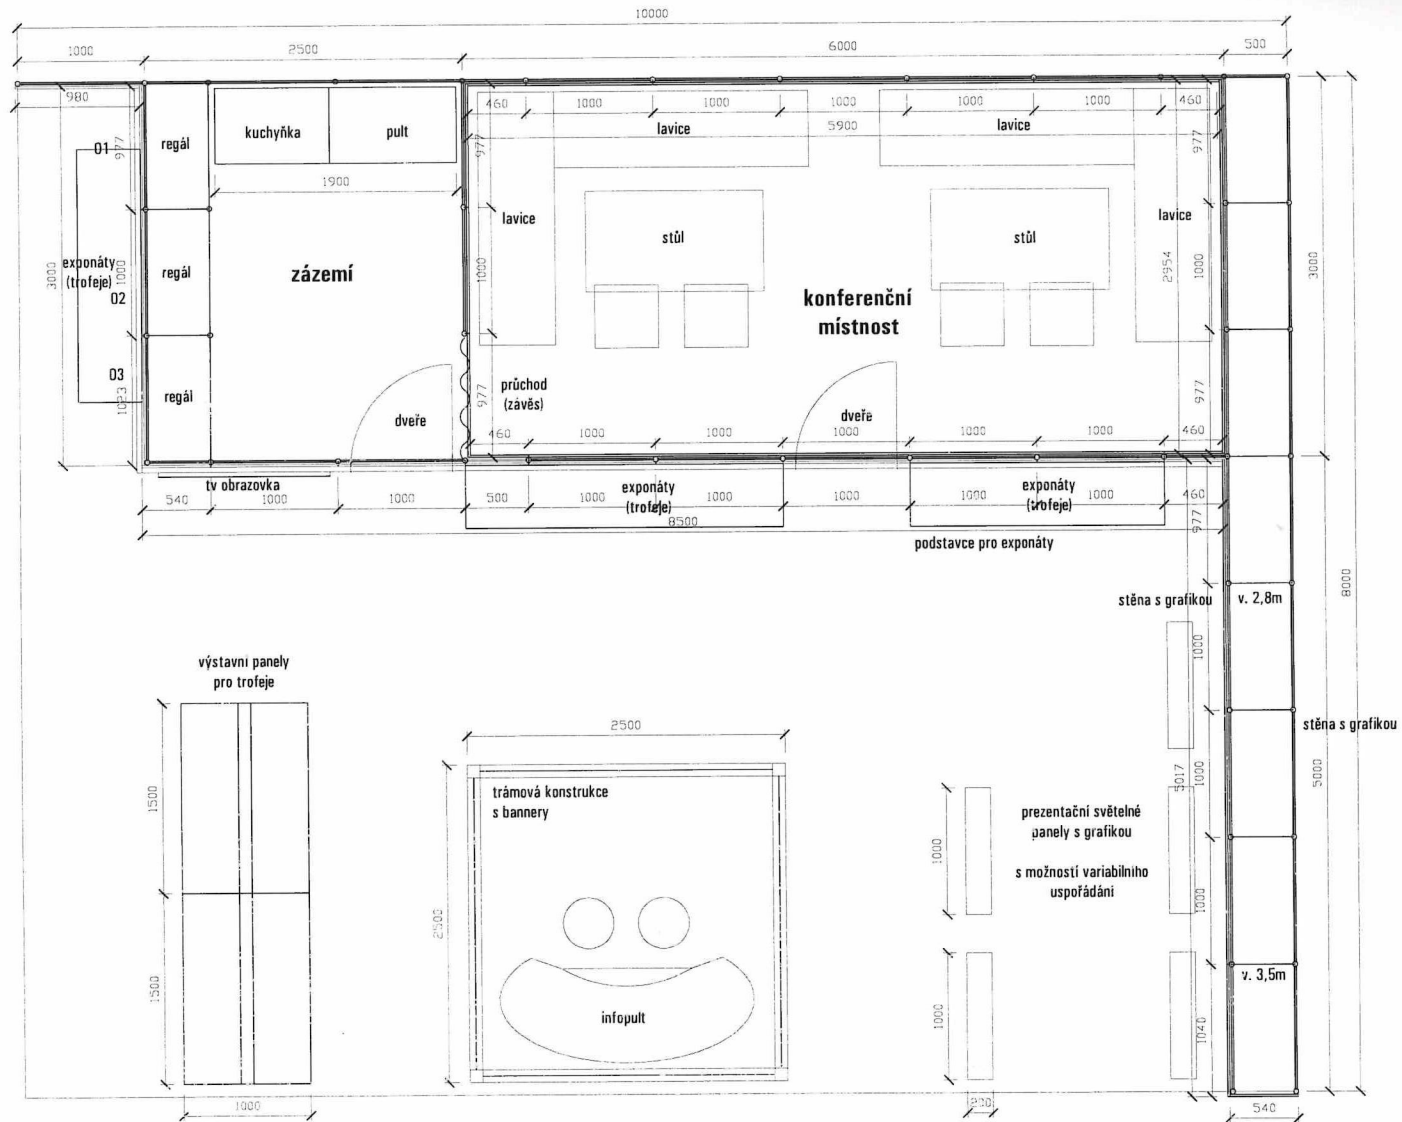 10000
1000
2500
6000
500
980
460
1000
1000
1000
1000
1000
460
5900
kuchyňka
pult
lavice
lavice
01
977
regál
977
977
1900
lavice
stůl
stůl
lavice
exponáty
(trofeje)
3000
1000
02
regál
zázemí
1000
konferenční
místnost
2954
1000
3000
03
1023
regál
dveře
977
průchod
(závěs)
dveře
977
460
1000
1000
1000
1000
1000
460
tv obrazovka
540
1000
1000
500
exponáty
(trofeje)
1000
1000
1000
1000
exponáty
(trofeje)
1000
460
8500
977
podstavce pro exponáty
stěna s grafikou
v. 2,8m
8000
1000
výstavní panely
pro trofeje
2500
stěna s grafikou
1500
trámová konstrukce
s bannery
5017
1000
5000
prezentační světelné
panely s grafikou
s možností variabilního
uspořádání
1000
1000
2500
1500
infopult
1000
v. 3,5m
1040
1000
200
540